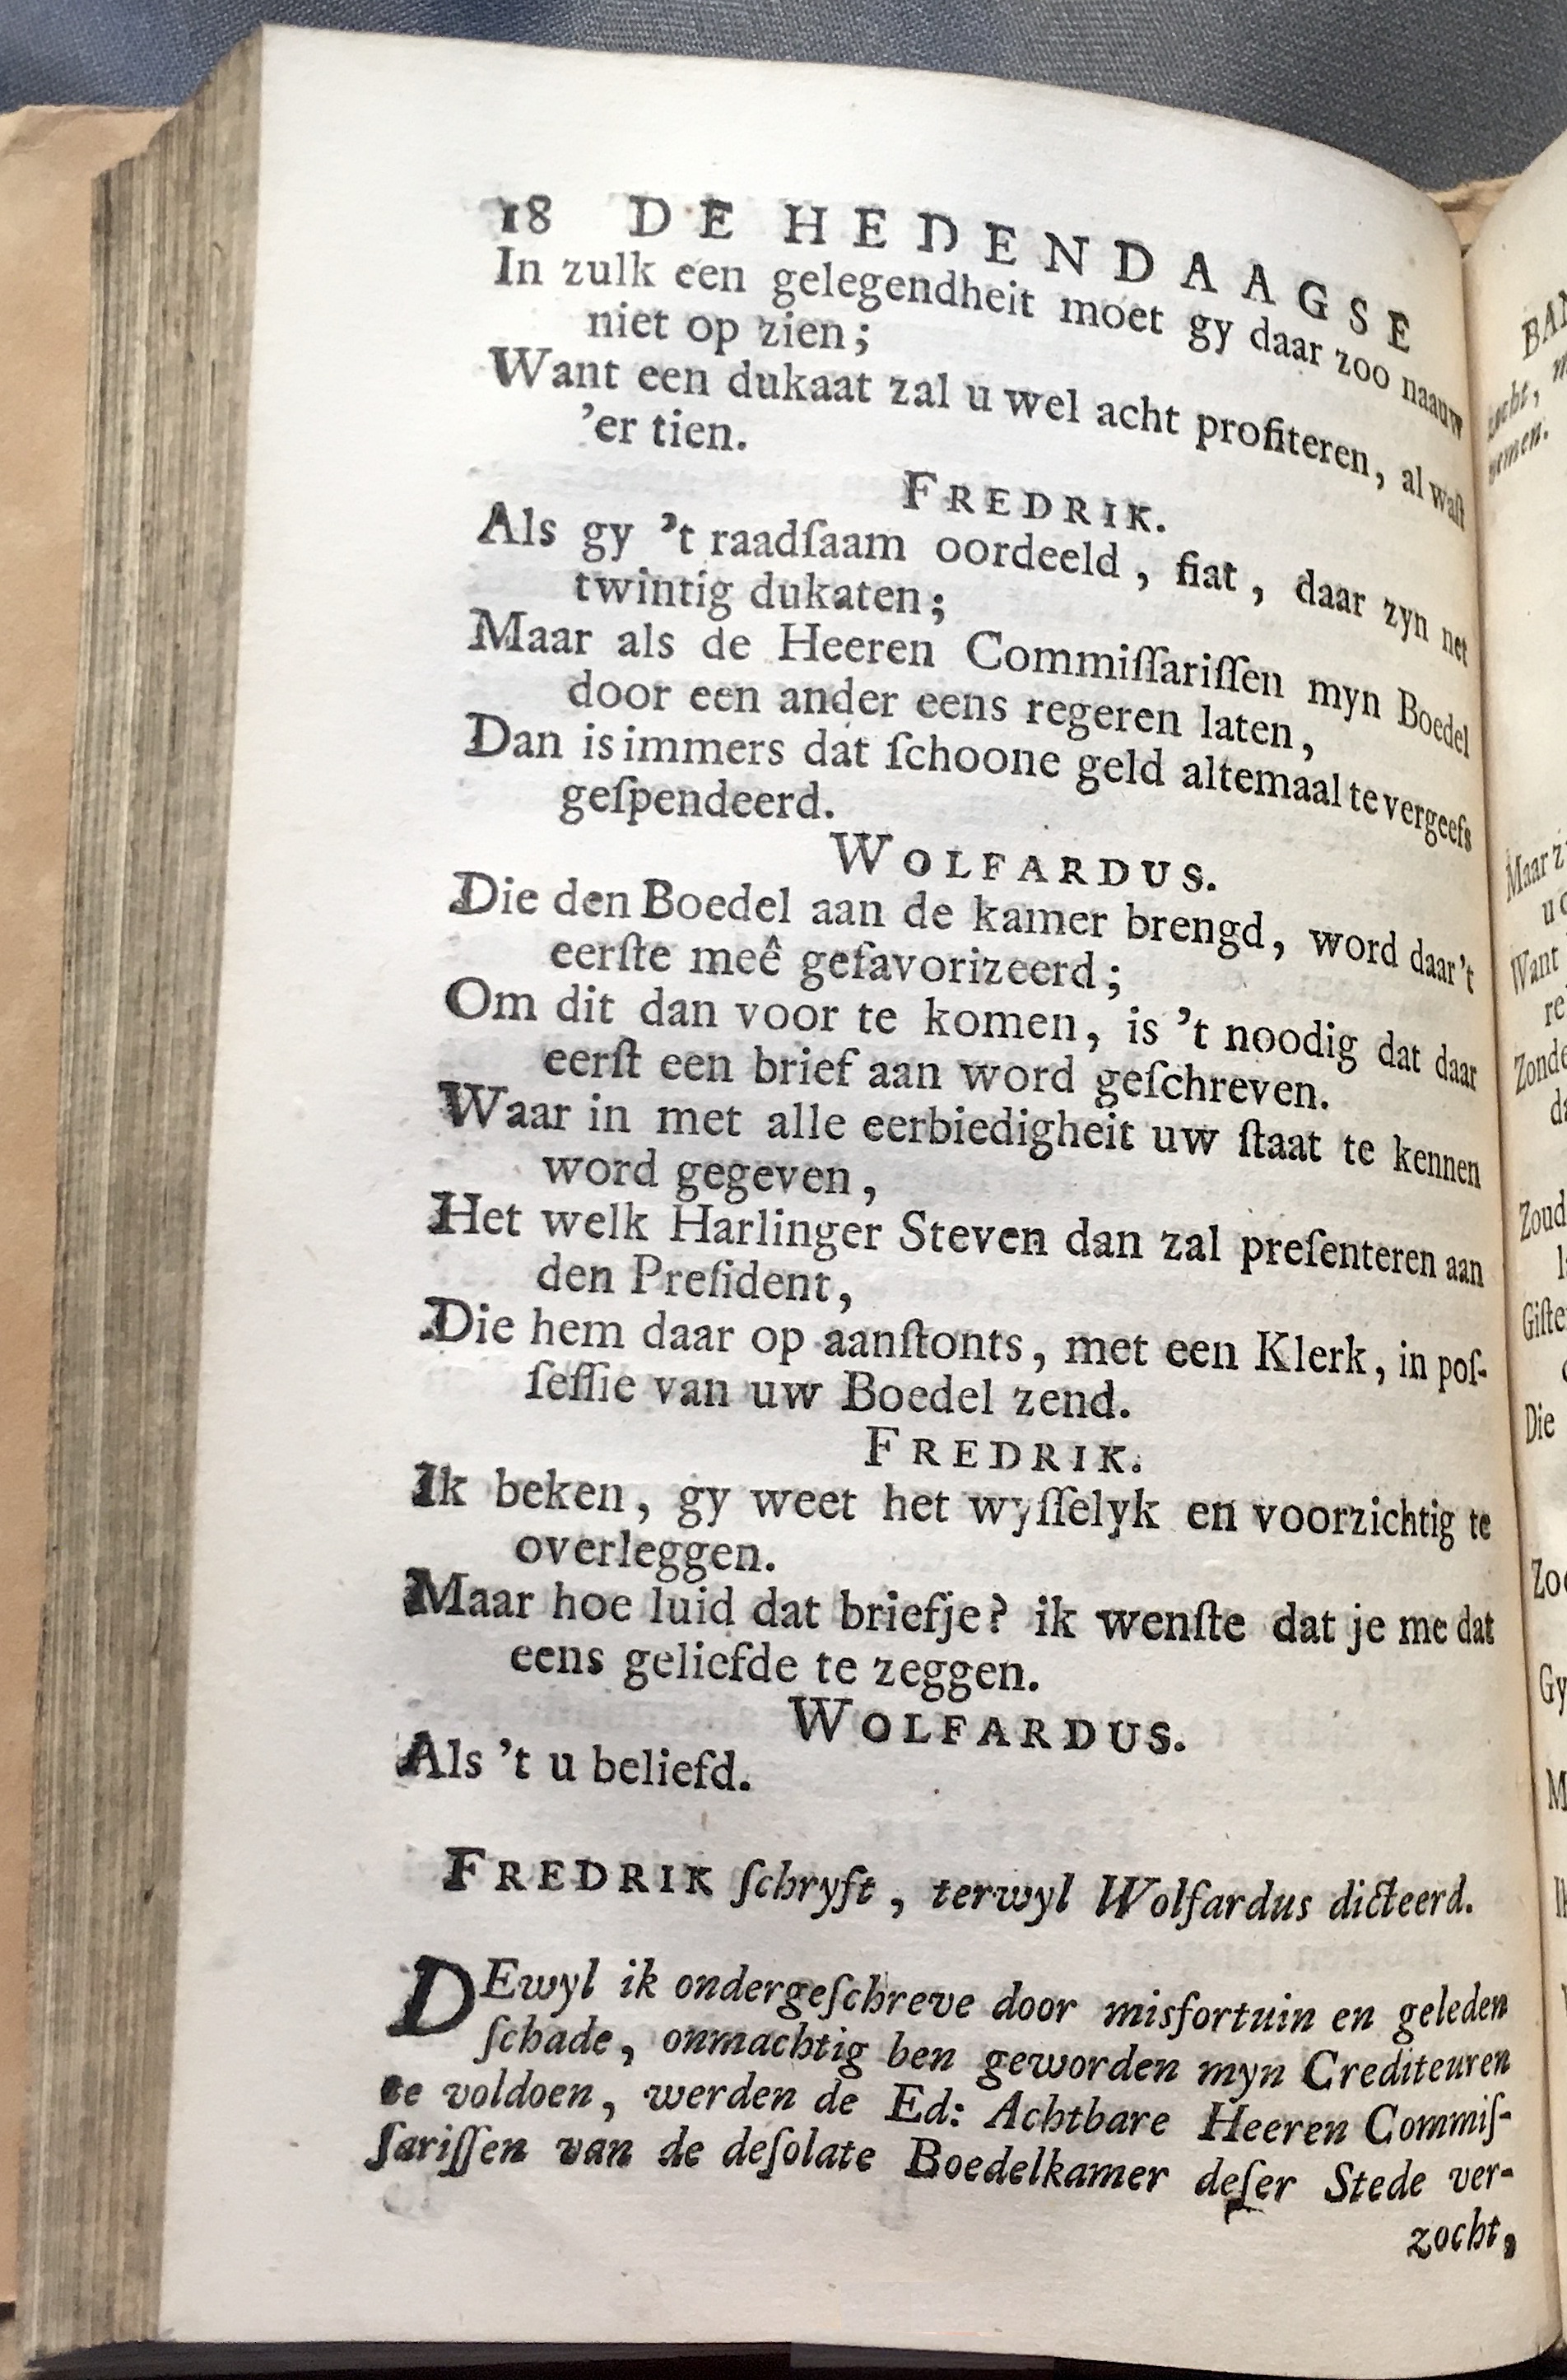 18 DE HEDENDAAGSE
In zulk een gelegendheit moet gy daar zoo naauw
niet op zien;
Want een dukaat zal u wel acht profiteren, al waſt
’er tien.
FREDRIK.
Als gy ’t raadſaam oordeeld, fiat, daar zyn net
twintig dukaten;
Maar als de Heeren Commiſſariſſen myn Boedel
door een ander eens regeren laten,
Dan is immers dat ſchoone geld altemaal te vergeefs
geſpendeerd.
WOLFARDUS.
Die den Boedel aan de kamer brengd, word daar’t
eerſte meê gefavorizeerd;
Om dit dan voor te komen, is ’t noodig dat daar
eerſt een brief aan word geſchreven.
Waar in met alle eerbiedigheit uw ſtaat te kennen
word gegeven,
Het welk Harlinger Steven dan zal preſenteren aan
den Preſident,
Die hem daar op aanſtonts, met een Klerk, in poſ-
ſeſſie van uw Boedel zend.
FREDRIK.
Ik beken, gy weet het wyſſelyk en voorzichtig te
overleggen.
Maar hoe luid dat briefje? ik wenſte dat je me dat
eens geliefde te zeggen.
WOLFARDUS.
Als ’t u beliefd.
FREDRIK ſchryft, terwyl Wolfardus dicteerd.
DEwyl ik ondergeſchreve door misfortuin en geleden
ſchade, onmachtig ben geworden myn Crediteuren
te voldoen, werden de Ed: Achtbare Heeren Commiſ-
ſariſſen van de deſolate Boedelkamer deſer Stede ver-
zocht,
Maar
Want
Die
Gy